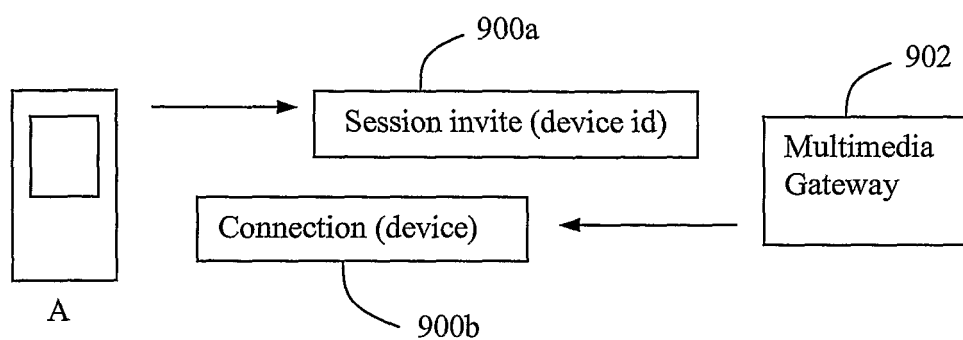 900a
902
Session invite (device id)
Multimedia
Gateway
Connection (device)
A
900b